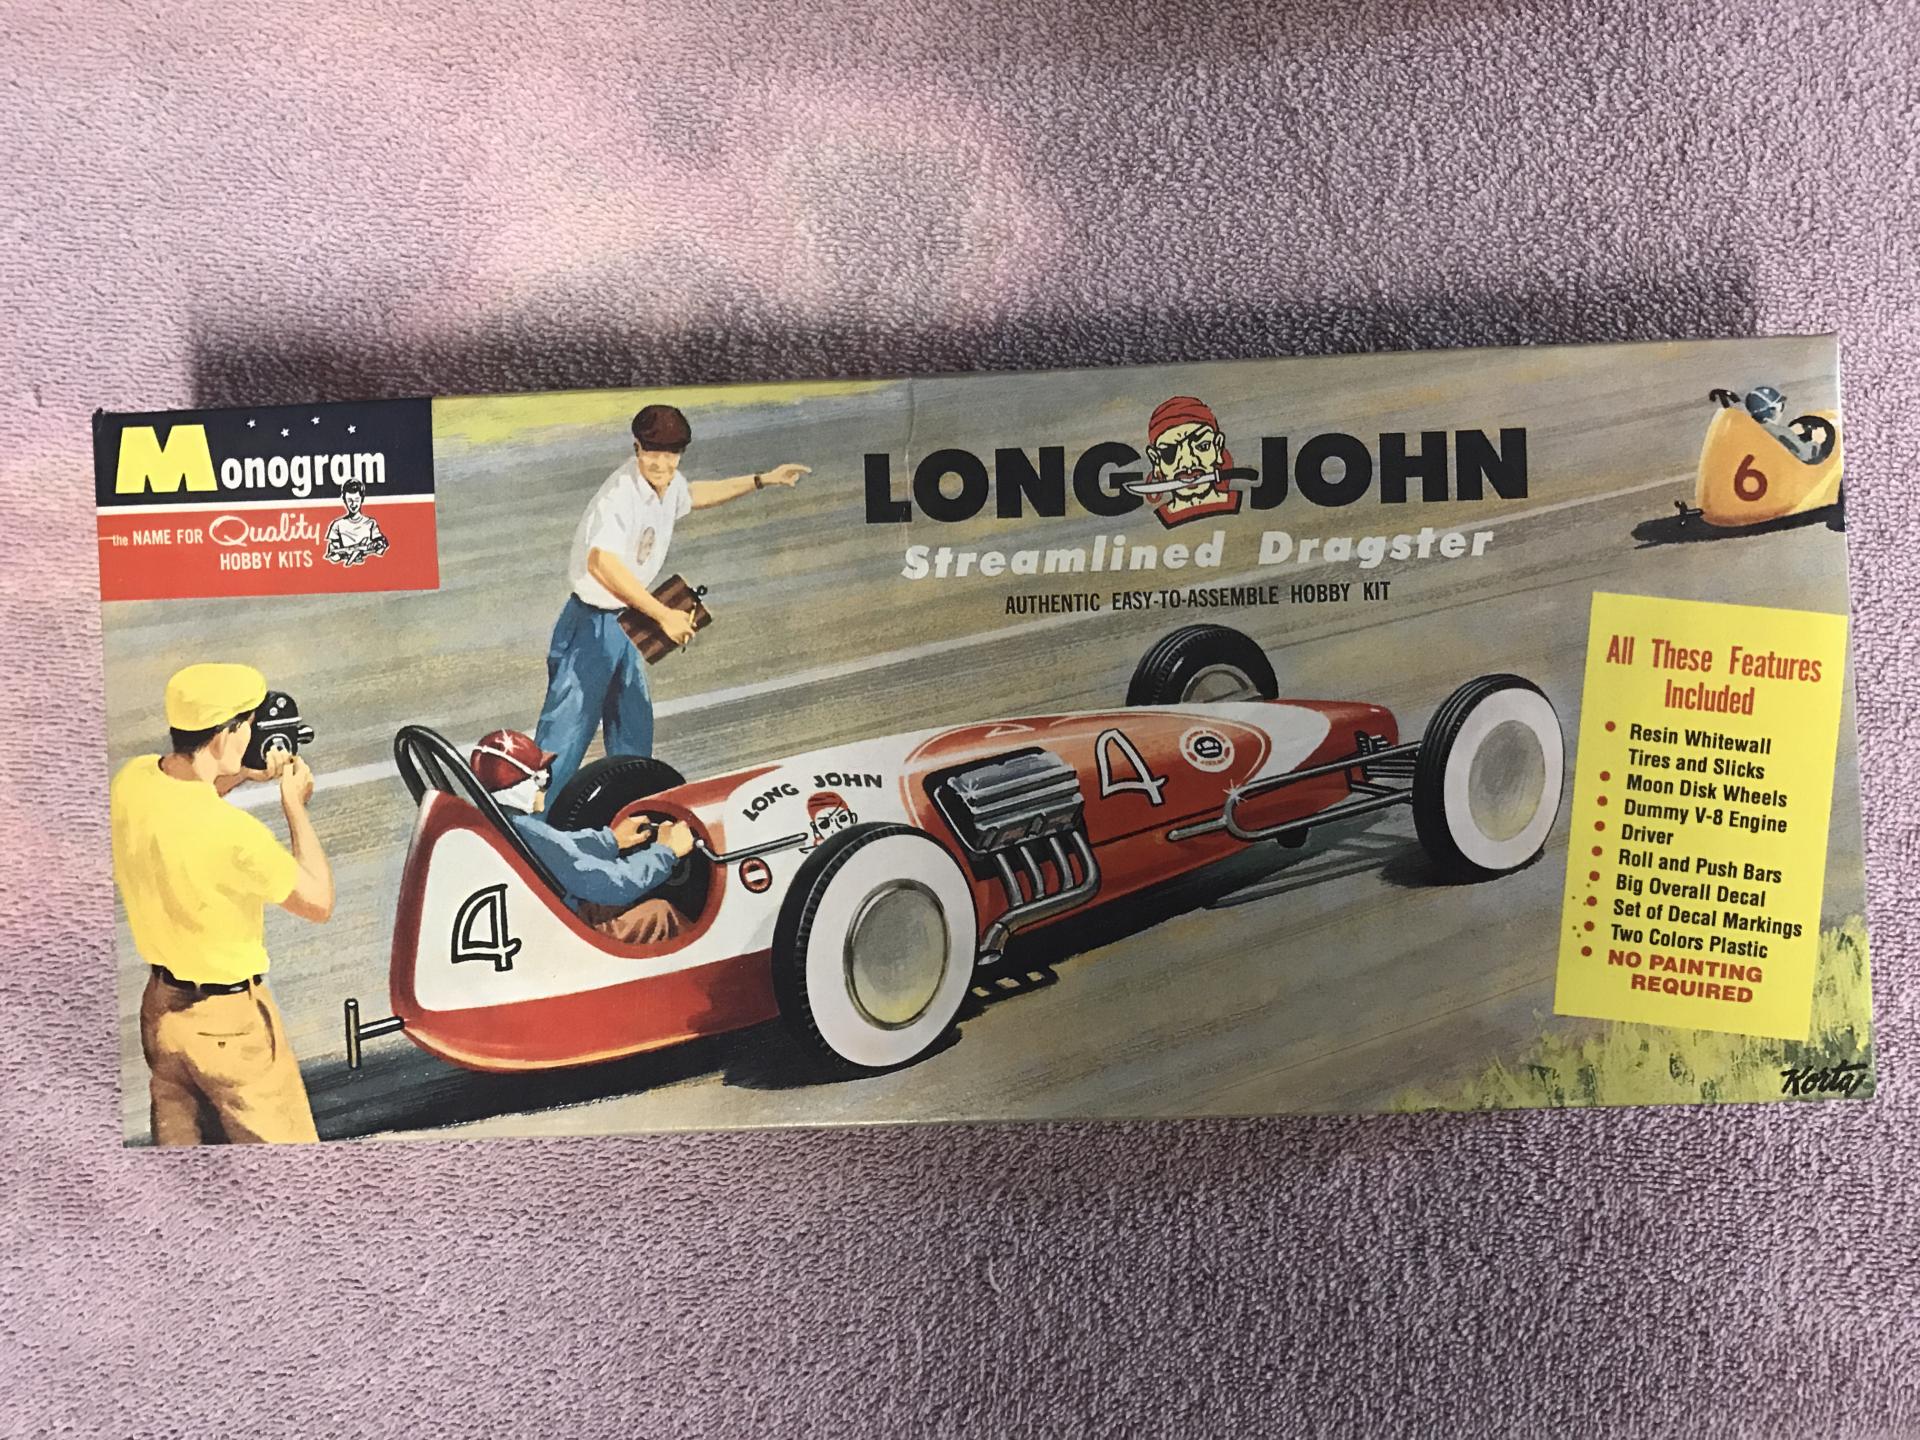 Monogram
the NAME FOR Quality
HOBBY KITS
LONG JOHN
Streamlined Dragster
AUTHENTIC EASY-TO-ASSEMBLE HOBBY KIT
6
All These Features
Included
• Resin Whitewall
Tires and Slicks
• Moon Disk Wheels
• Dummy V-8 Engine
• Driver
• Roll and Push Bars
• Big Overall Decal
• Set of Decal Markings
• Two Colors Plastic
• NO PAINTING
REQUIRED
LONG JOHN
4
4
Korta